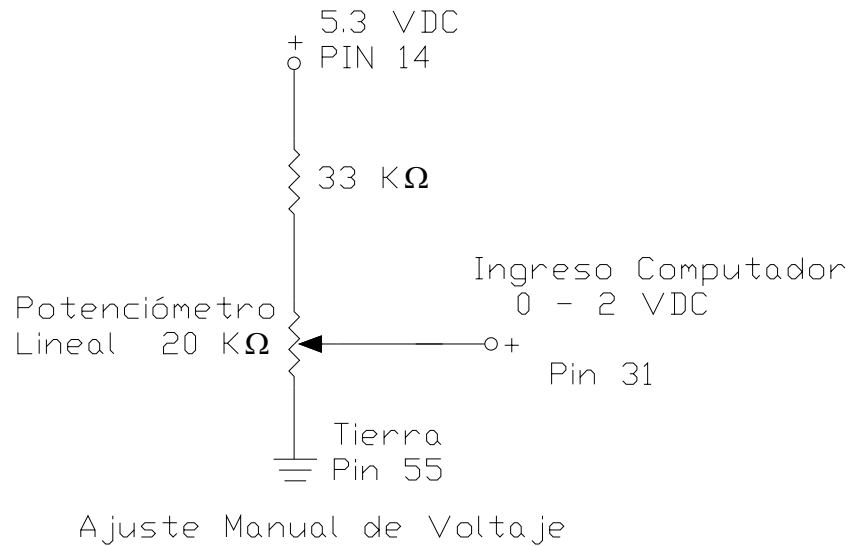 5.3 VDC
+
PIN 14
33 KΩ
Ingreso Computador
0 - 2 VDC
Potenciómetro
Lineal 20 KΩ
+
Pin 31
Tierra
Pin 55
Ajuste Manual de Voltaje